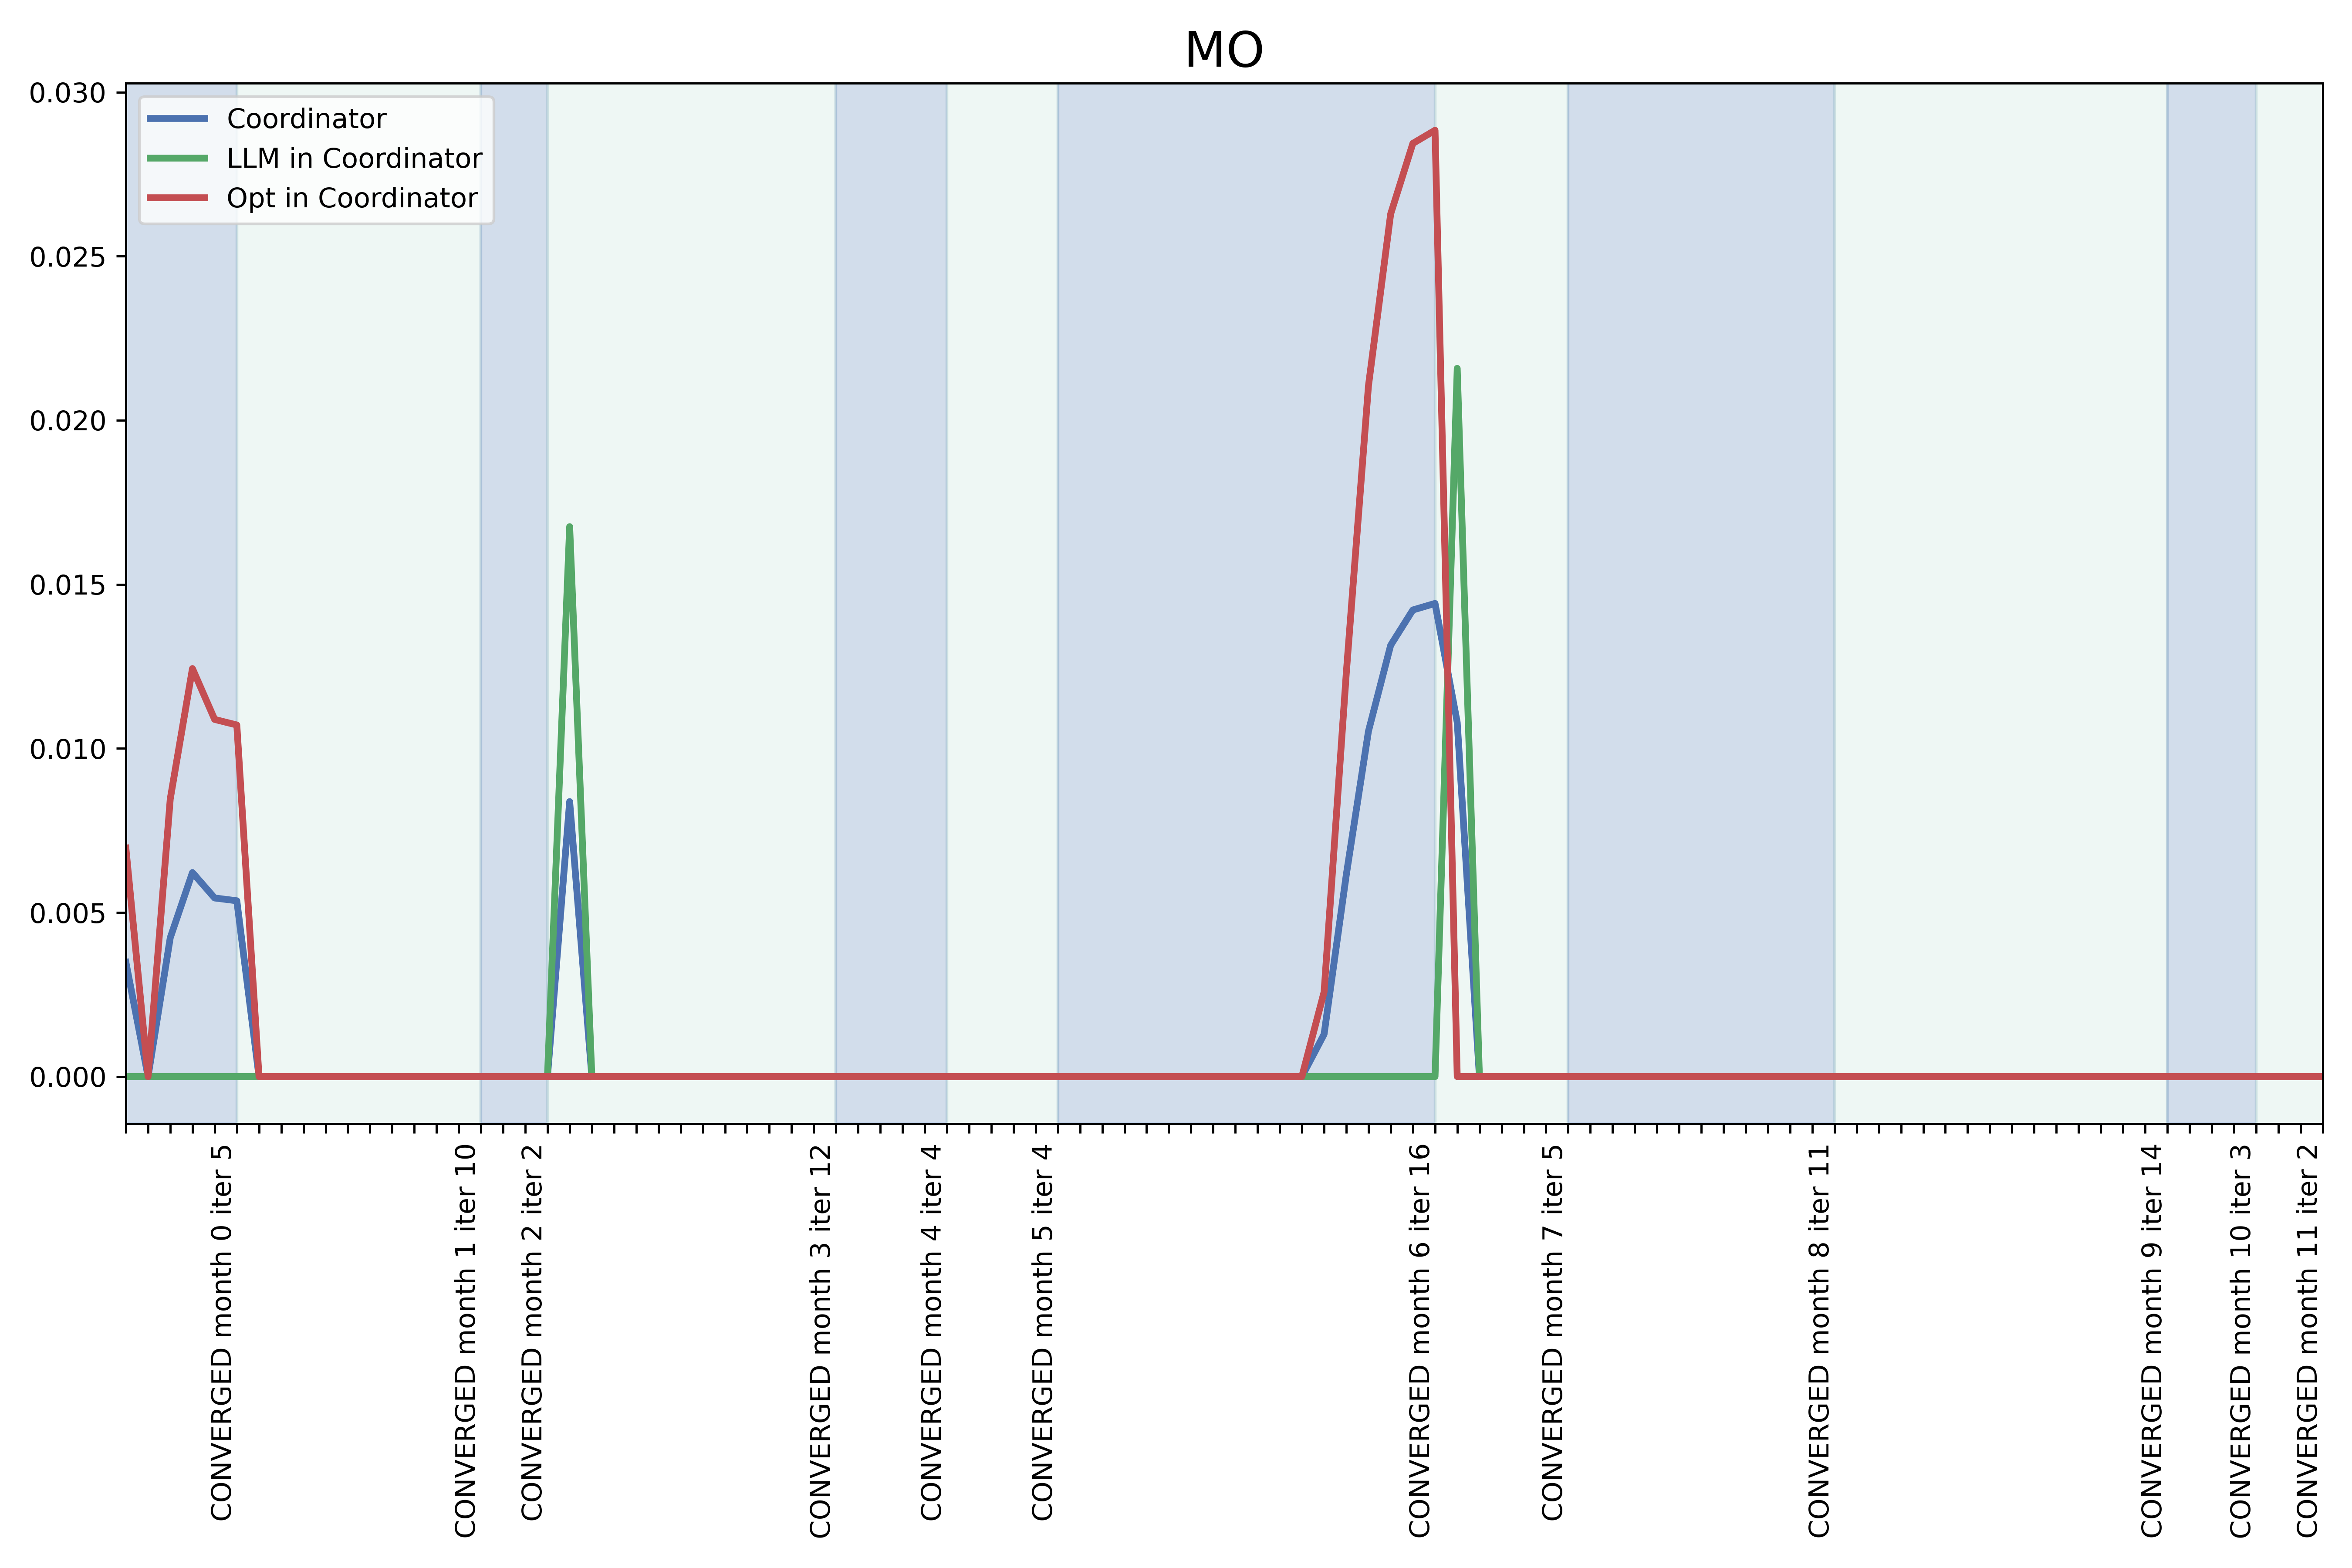 MO
0.030
0.025
0.020
0.015
0.010
0.005
0.000
Coordinator
LLM in Coordinator
Opt in Coordinator
CONVERGED month 0 iter 5
CONVERGED month 1 iter 10
CONVERGED month 2 iter 2
CONVERGED month 3 iter 12
CONVERGED month 4 iter 4
CONVERGED month 5 iter 4
CONVERGED month 6 iter 16
CONVERGED month 7 iter 5
CONVERGED month 8 iter 11
CONVERGED month 9 iter 14
CONVERGED month 10 iter 3
CONVERGED month 11 iter 2